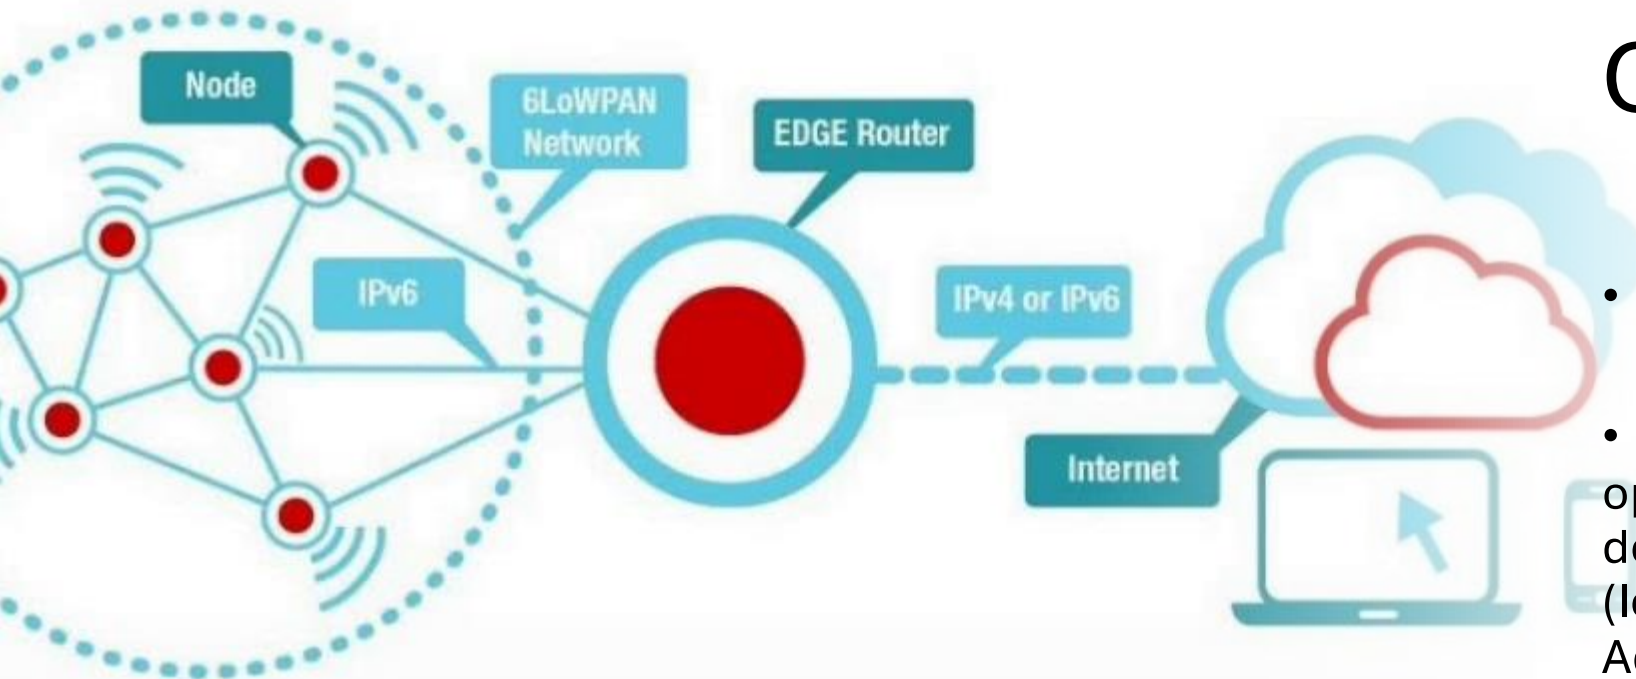 Node
6LoWPAN
Network
EDGE Router
IPv6
IPv4 or IPv6
Internet